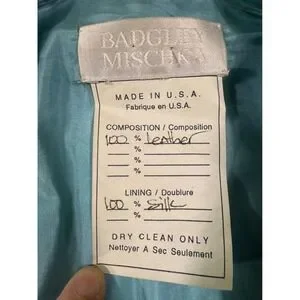 BADGLEY
MISCHKA
MADE IN U.S.A.
Fabrique en U.S.A.
COMPOSITION / Composition
100 % Leather
%
%
%
LINING / Doublure
100 % Silk
%
DRY CLEAN ONLY
Nettoyer A Sec Seulement